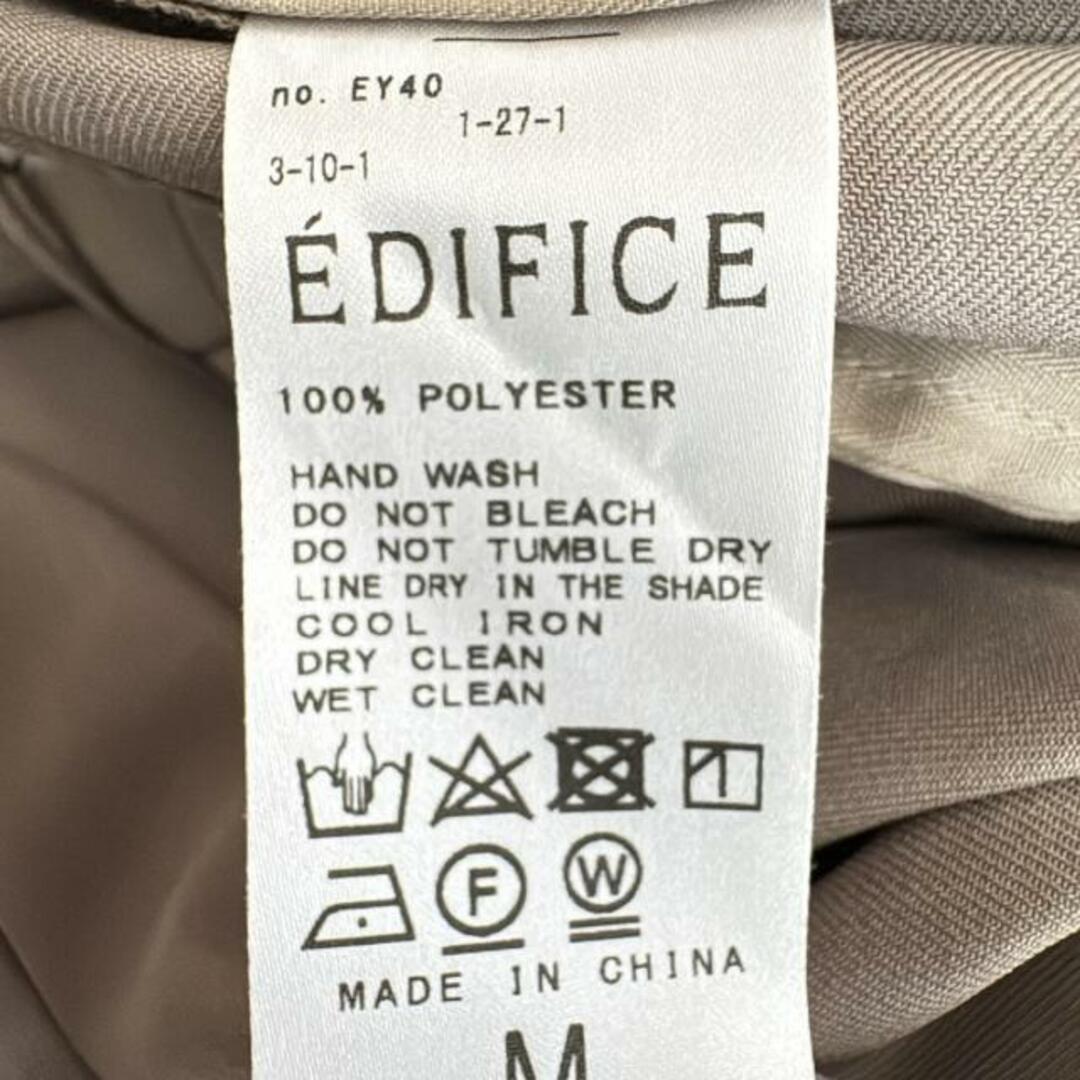 no. EY40
1-27-1
3-10-1
ÉDIFICE
100% POLYESTER
HAND WASH
DO NOT BLEACH
DO NOT TUMBLE DRY
LINE DRY IN THE SHADE
COOL IRON
DRY CLEAN
WET CLEAN
F W
MADE IN CHINA
M